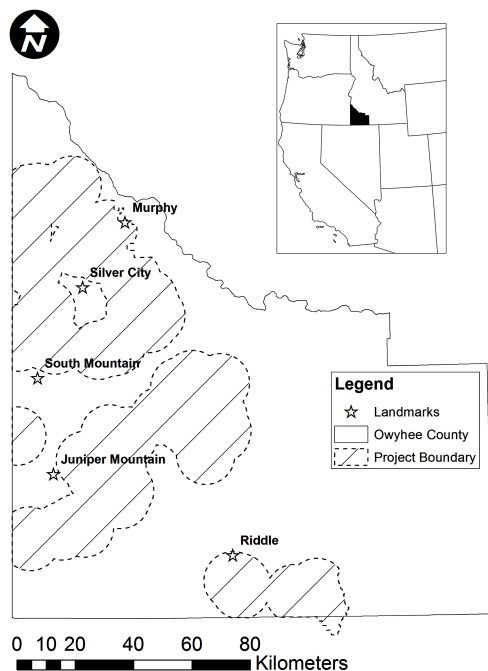 N
Murphy
Silver City
South Mountain
Juniper Mountain
Riddle
Legend
Landmarks
Owyhee County
Project Boundary
0 10 20 40 60 80
Kilometers